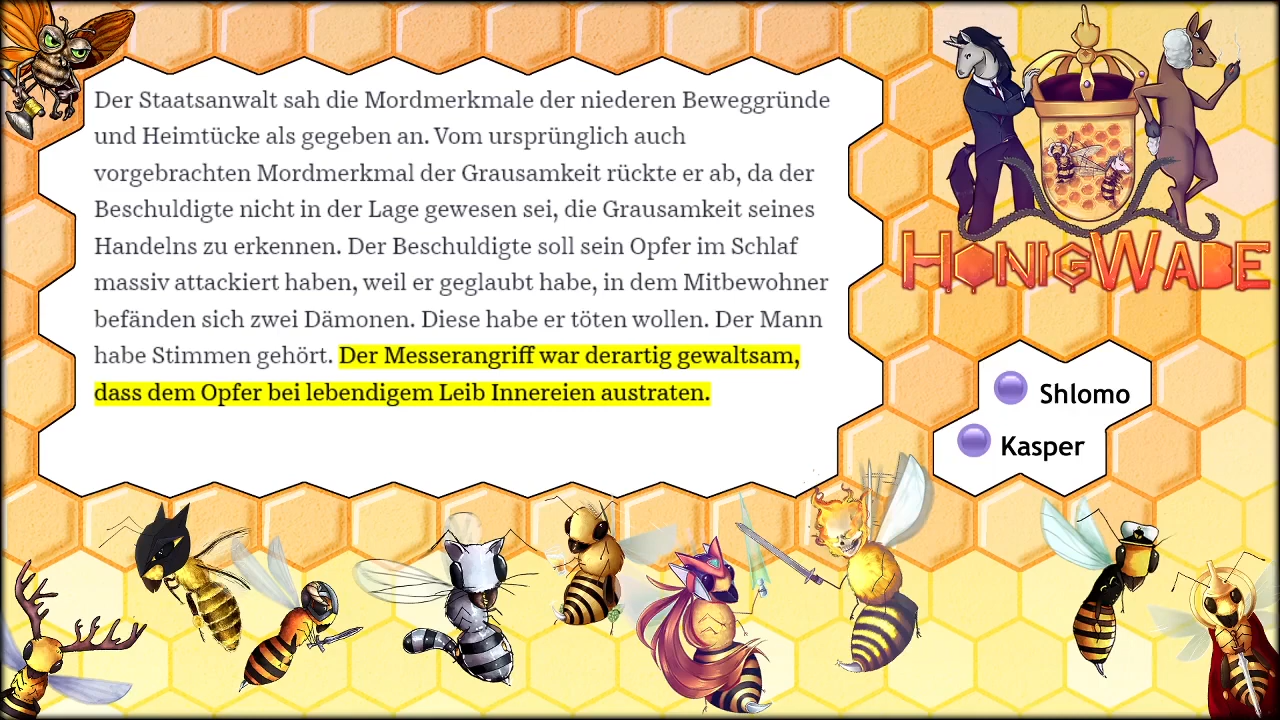 Der Staatsanwalt sah die Mordmerkmale der niederen Beweggründe
und Heimtücke als gegeben an. Vom ursprünglich auch
vorgebrachten Mordmerkmal der Grausamkeit rückte er ab, da der
Beschuldigte nicht in der Lage gewesen sei, die Grausamkeit seines
Handelns zu erkennen. Der Beschuldigte soll sein Opfer im Schlaf
massiv attackiert haben, weil er geglaubt habe, in dem Mitbewohner
befänden sich zwei Dämonen. Diese habe er töten wollen. Der Mann
habe Stimmen gehört. Der Messerangriff war derartig gewaltsam,
dass dem Opfer bei lebendigem Leib Innereien austraten.
HonigWabe
Shlomo
Kasper